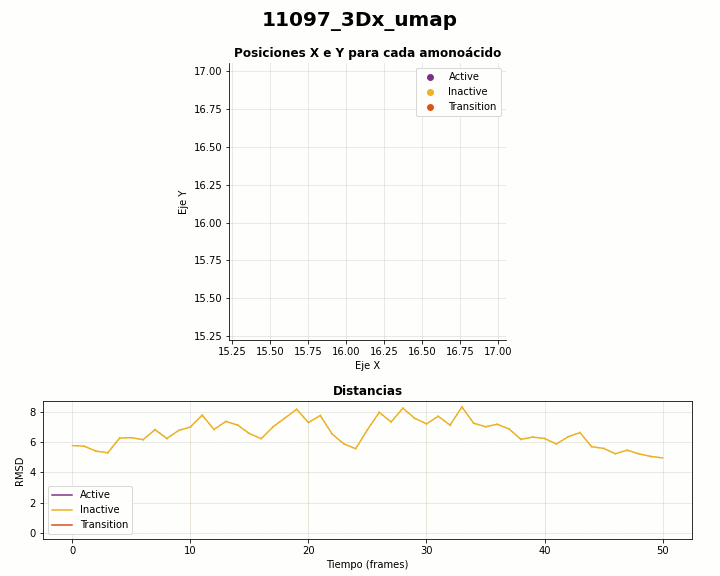 11097_3Dx_umap
Posiciones X e Y para cada amonoácido
17.00
16.75
16.50
16.25
16.00
15.75
15.50
15.25
Eje Y
Active
Inactive
Transition
15.25 15.50 15.75 16.00 16.25 16.50 16.75 17.00
Eje X
Distancias
8
6
4
2
0
RMSD
Active
Inactive
Transition
0 10 20 30 40 50
Tiempo (frames)